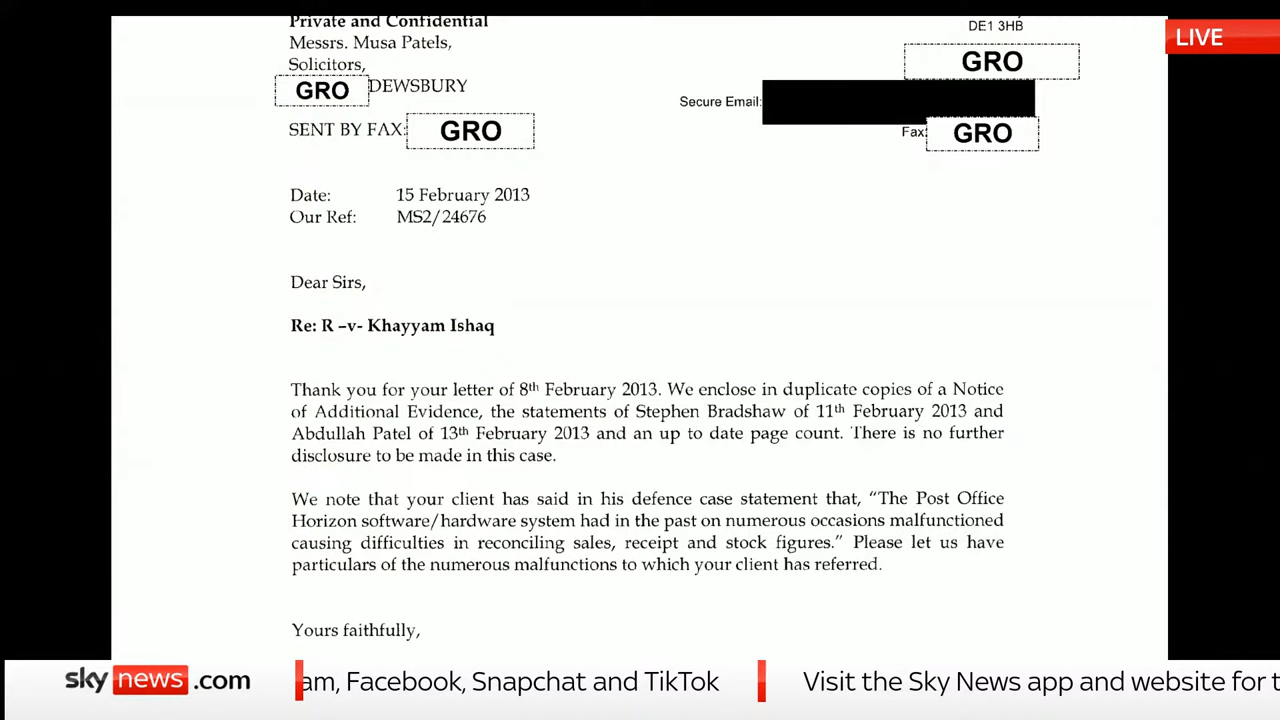 Private and Confidential
Messrs. Musa Patels,
Solicitors,
GRO DEWSBURY
SENT BY FAX: GRO
DE1 3HB
GRO
Secure Email:
Fax: GRO
LIVE
Date: 15 February 2013
Our Ref: MS2/24676
Dear Sirs,
Re: R –v- Khayyam Ishaq
Thank you for your letter of 8th February 2013. We enclose in duplicate copies of a Notice
of Additional Evidence, the statements of Stephen Bradshaw of 11th February 2013 and
Abdullah Patel of 13th February 2013 and an up to date page count. There is no further
disclosure to be made in this case.
We note that your client has said in his defence case statement that, “The Post Office
Horizon software/hardware system had in the past on numerous occasions malfunctioned
causing difficulties in reconciling sales, receipt and stock figures.” Please let us have
particulars of the numerous malfunctions to which your client has referred.
Yours faithfully,
sky news.com am, Facebook, Snapchat and TikTok Visit the Sky News app and website for t